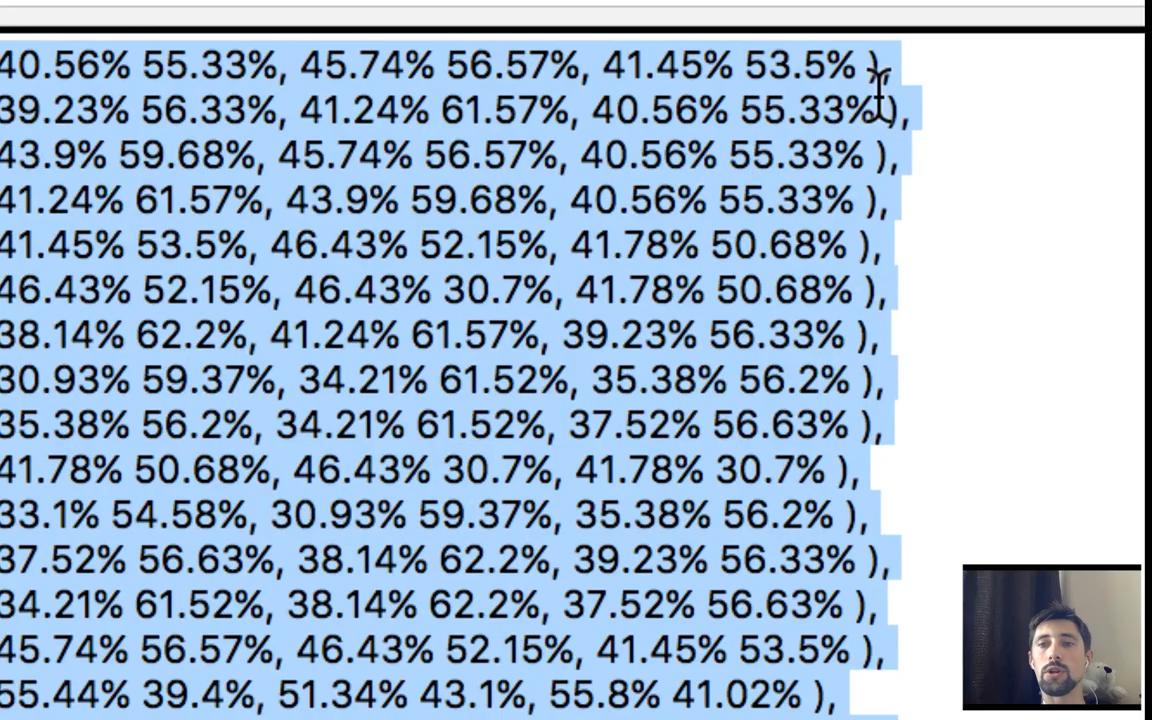 40.56% 55.33%, 45.74% 56.57%, 41.45% 53.5% ),
39.23% 56.33%, 41.24% 61.57%, 40.56% 55.33% ),
43.9% 59.68%, 45.74% 56.57%, 40.56% 55.33% ),
41.24% 61.57%, 43.9% 59.68%, 40.56% 55.33% ),
41.45% 53.5%, 46.43% 52.15%, 41.78% 50.68% ),
46.43% 52.15%, 46.43% 30.7%, 41.78% 50.68% ),
38.14% 62.2%, 41.24% 61.57%, 39.23% 56.33% ),
30.93% 59.37%, 34.21% 61.52%, 35.38% 56.2% ),
35.38% 56.2%, 34.21% 61.52%, 37.52% 56.63% ),
41.78% 50.68%, 46.43% 30.7%, 41.78% 30.7% ),
33.1% 54.58%, 30.93% 59.37%, 35.38% 56.2% ),
37.52% 56.63%, 38.14% 62.2%, 39.23% 56.33% ),
34.21% 61.52%, 38.14% 62.2%, 37.52% 56.63% ),
45.74% 56.57%, 46.43% 52.15%, 41.45% 53.5% ),
55.44% 39.4%, 51.34% 43.1%, 55.8% 41.02% ),